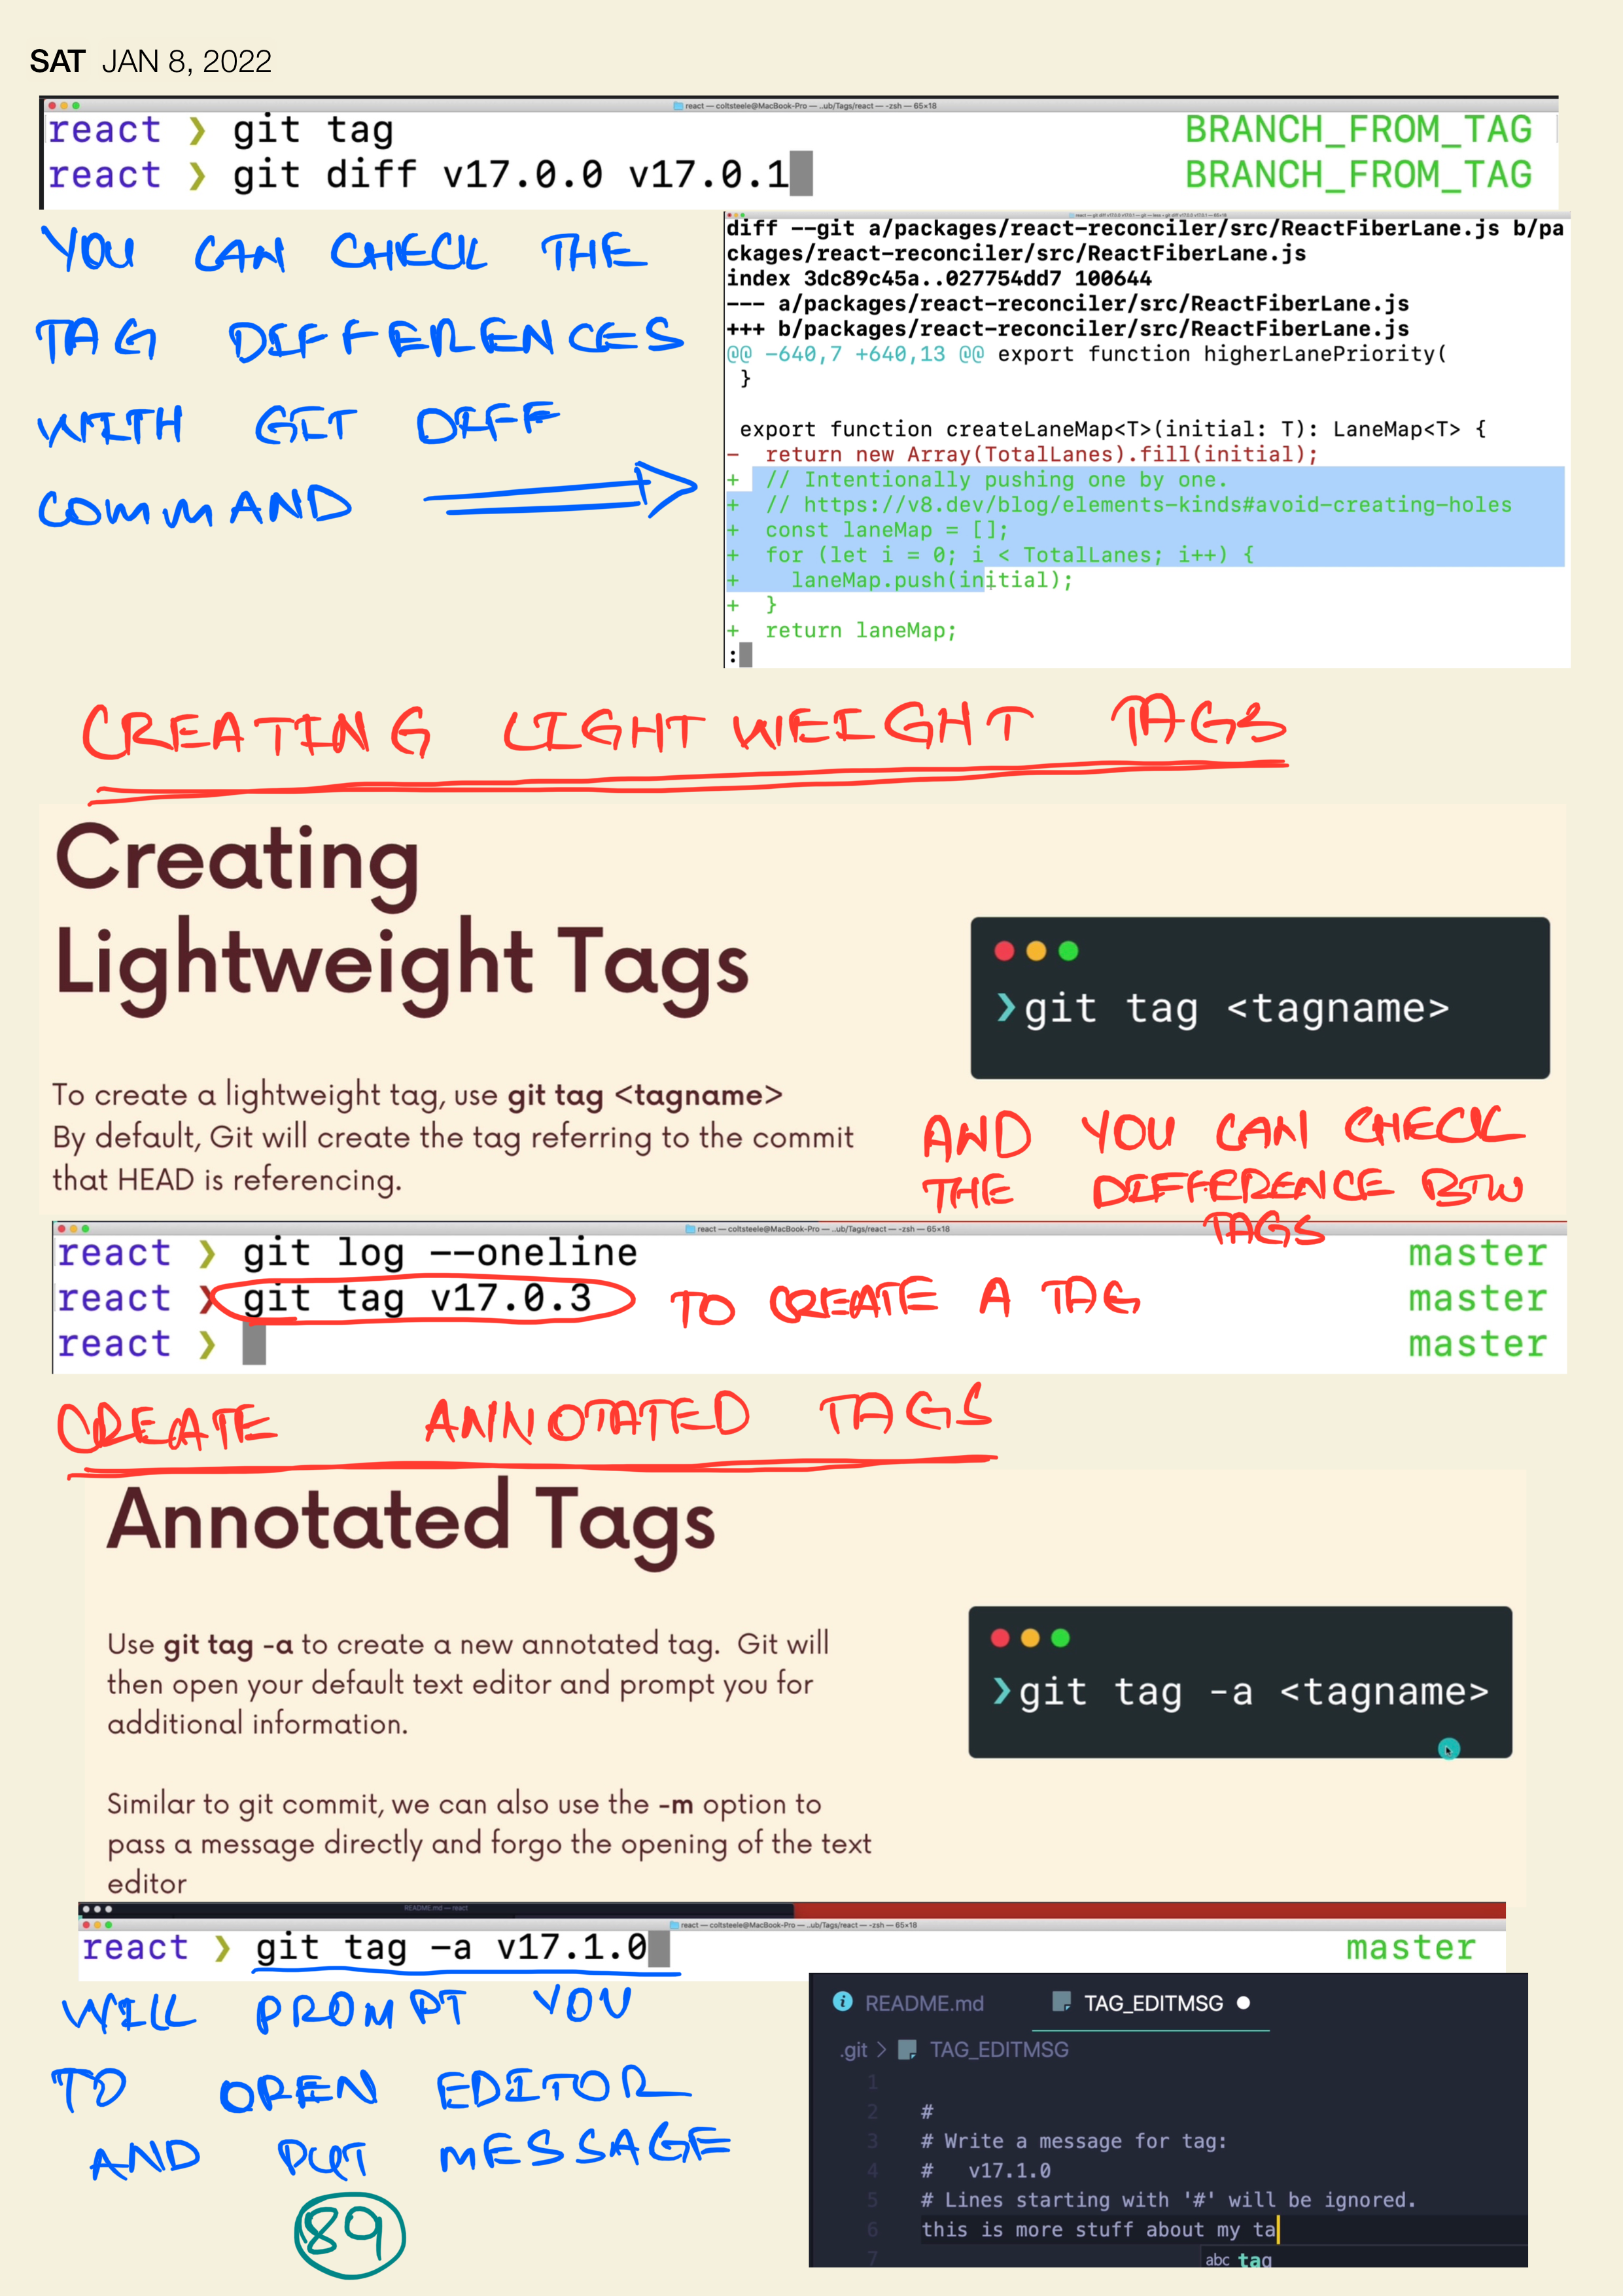 SAT JAN 8, 2022
react — coltsteele@MacBook-Pro — ..ub/Tags/react — -zsh — 65×18
react ❯ git tag BRANCH_FROM_TAG
react ❯ git diff v17.0.0 v17.0.1 BRANCH_FROM_TAG
YOU CAN CHECK THE
TAG DIFFERENCES
WITH GIT DIFF
COMMAND
diff --git a/packages/react-reconciler/src/ReactFiberLane.js b/pa
ckages/react-reconciler/src/ReactFiberLane.js
index 3dc89c45a..027754dd7 100644
--- a/packages/react-reconciler/src/ReactFiberLane.js
+++ b/packages/react-reconciler/src/ReactFiberLane.js
@@ -640,7 +640,13 @@ export function higherLanePriority(
}
export function createLaneMap<T>(initial: T): LaneMap<T> {
- return new Array(TotalLanes).fill(initial);
+ // Intentionally pushing one by one.
+ // https://v8.dev/blog/elements-kinds#avoid-creating-holes
+ const laneMap = [];
+ for (let i = 0; i < TotalLanes; i++) {
+ laneMap.push(initial);
+ }
+ return laneMap;
:
CREATING LIGHTWEIGHT TAGS
Creating
Lightweight Tags
❯git tag <tagname>
To create a lightweight tag, use git tag <tagname>
By default, Git will create the tag referring to the commit
that HEAD is referencing.
AND YOU CAN CHECK
THE DIFFERENCE BTW
TAGS
react — coltsteele@MacBook-Pro — ..ub/Tags/react — -zsh — 65×18
react ❯ git log --oneline master
react ❯ git tag v17.0.3 master
TO CREATE A TAG
react ❯ master
CREATE ANNOTATED TAGS
Annotated Tags
Use git tag -a to create a new annotated tag. Git will
then open your default text editor and prompt you for
additional information.
❯git tag -a <tagname>
Similar to git commit, we can also use the -m option to
pass a message directly and forgo the opening of the text
editor
README.md — react
react — coltsteele@MacBook-Pro — ..ub/Tags/react — -zsh — 65×18
react ❯ git tag -a v17.1.0 master
WILL PROMPT YOU
TO OPEN EDITOR
AND PUT MESSAGE
89
README.md TAG_EDITMSG
.git > TAG_EDITMSG
1
2 #
3 # Write a message for tag:
4 # v17.1.0
5 # Lines starting with '#' will be ignored.
6 this is more stuff about my ta
7
abc tag